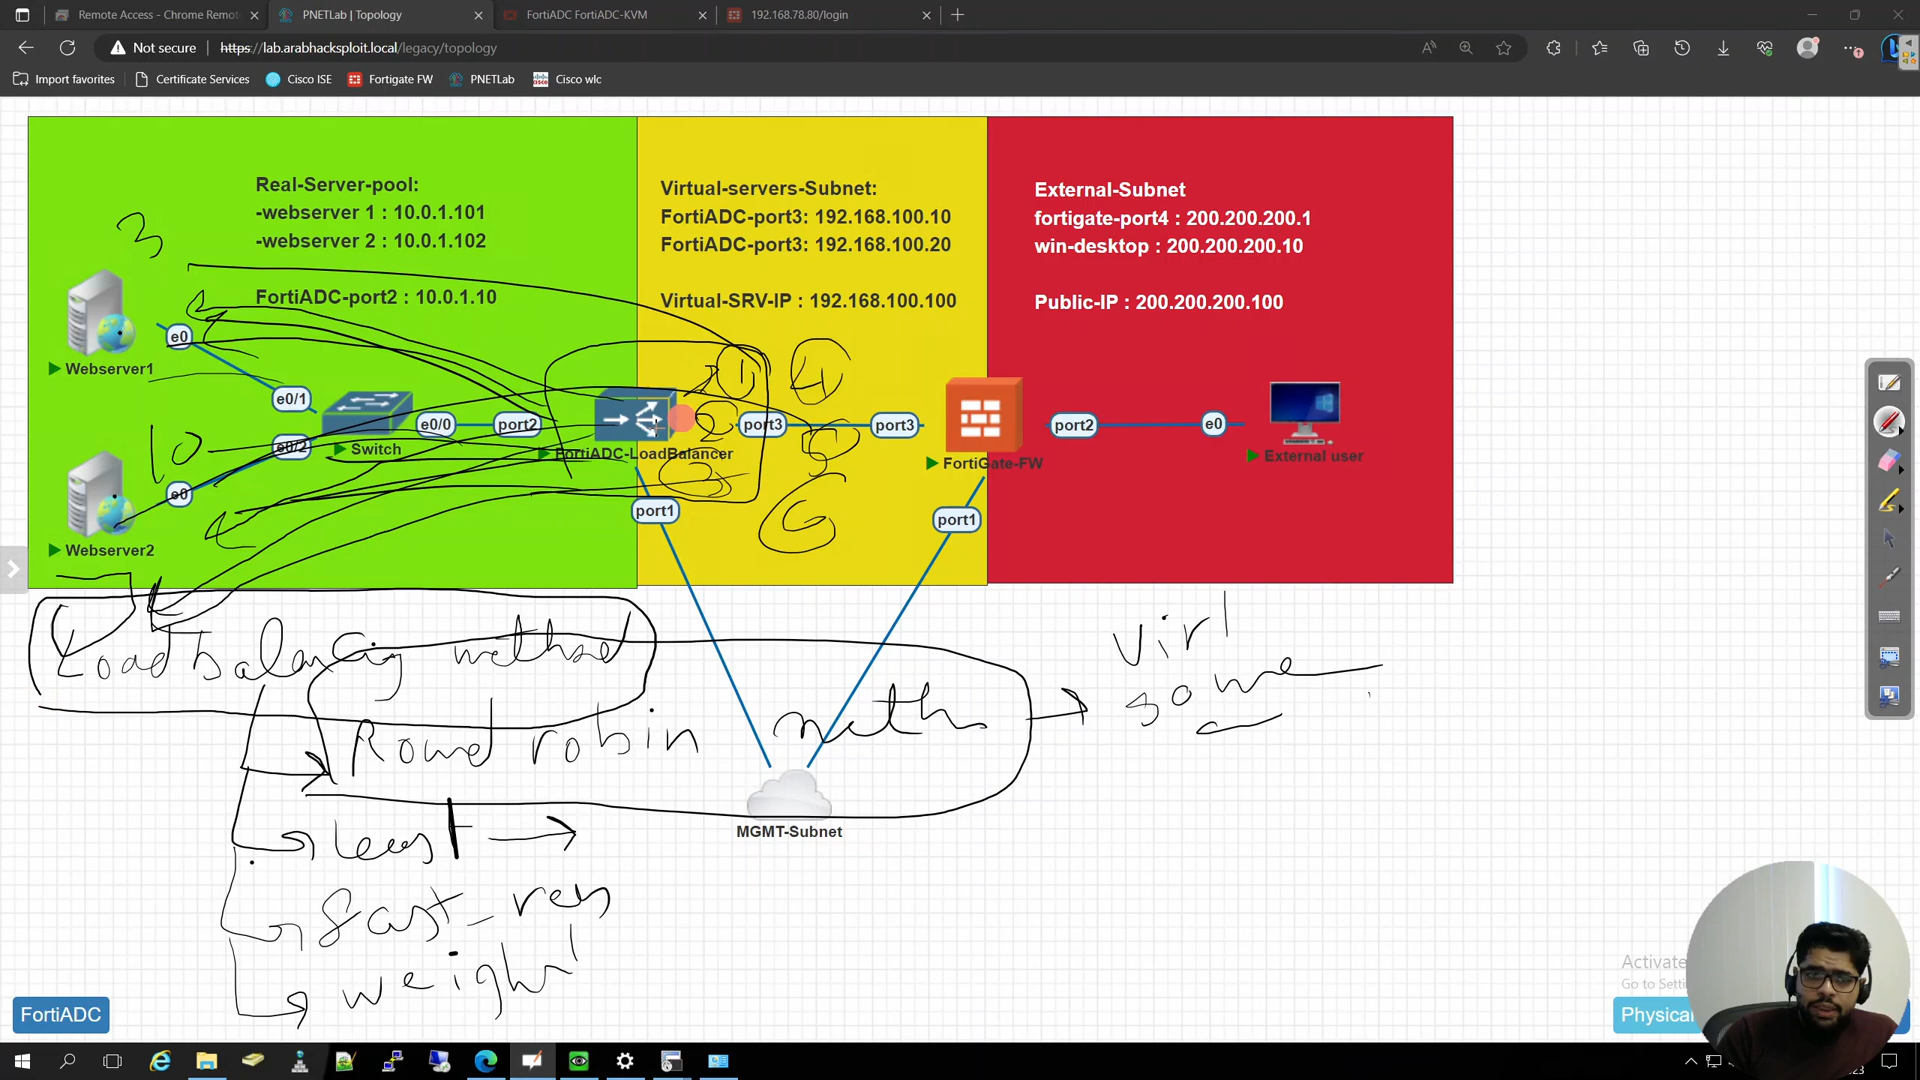 Remote Access - Chrome Remot
PNETLab | Topology
FortiADC FortiADC-KVM
192.168.78.80/login
Not secure
https://lab.arabhacksploit.local/legacy/topology
Import favorites
Certificate Services
Cisco ISE
Fortigate FW
PNETLab
Cisco wlc
Real-Server-pool:
-webserver 1 : 10.0.1.101
-webserver 2 : 10.0.1.102
FortiADC-port2 : 10.0.1.10
Virtual-servers-Subnet:
FortiADC-port3: 192.168.100.10
FortiADC-port3: 192.168.100.20
Virtual-SRV-IP : 192.168.100.100
External-Subnet
fortigate-port4 : 200.200.200.1
win-desktop : 200.200.200.10
Public-IP : 200.200.200.100
3
e0
Webserver1
e0/1
Switch
e0/0
port2
1
4
2
port3
port3
5
FortiADC-LoadBalancer
3
FortiGate-FW
port2
e0
External user
10
e0/2
e0
Webserver2
port1
6
port1
Load balancing method
Round robin
least
fast_res
weight
MGMT-Subnet
some
Activate
Go to Setti
FortiADC
Physical
23